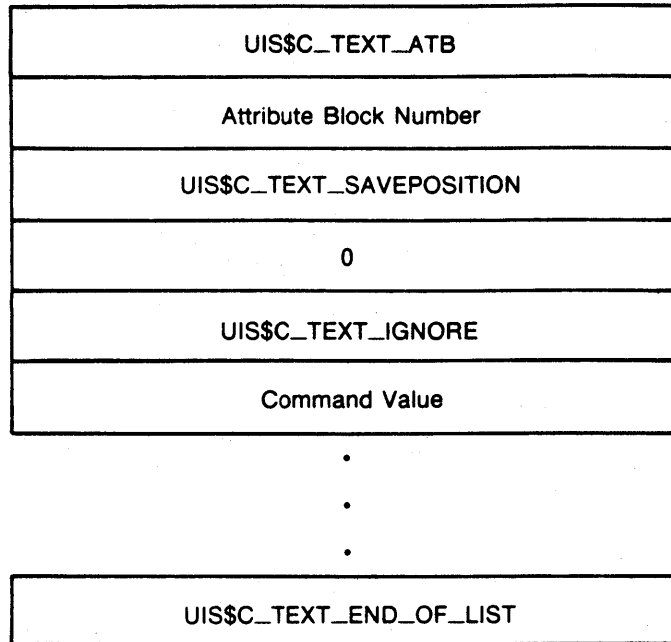 UIS$C_TEXT_ATB
Attribute Block Number
UIS$C_TEXT_SAVEPOSITION
0
UIS$C_TEXT_IGNORE
Command Value
.
.
.
UIS$C_TEXT_END_OF_LIST